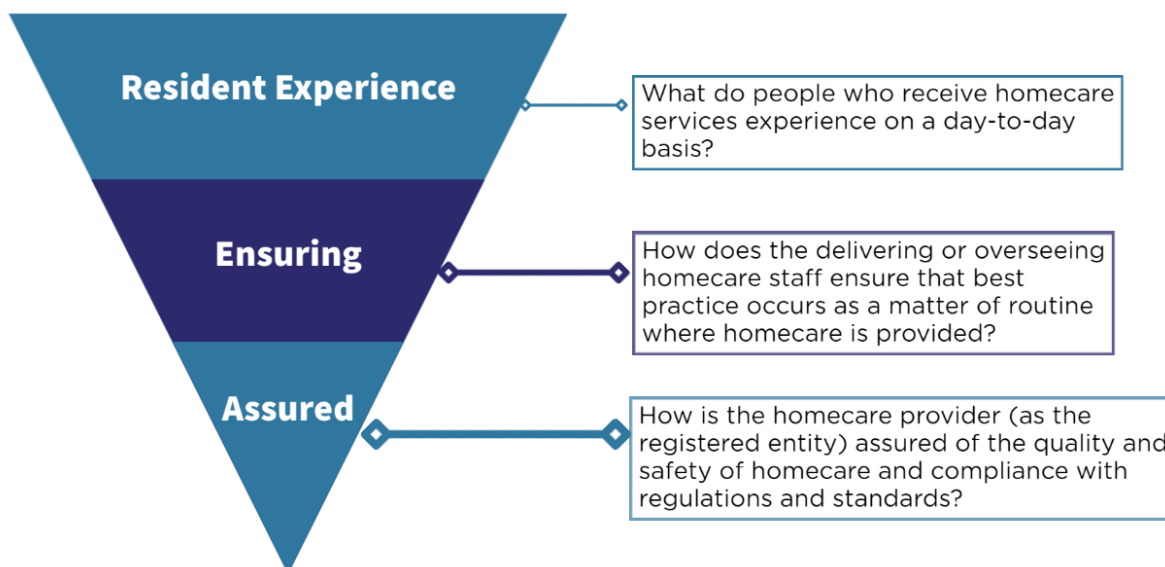 Resident Experience
What do people who receive homecare
services experience on a day-to-day
basis?
Ensuring
How does the delivering or overseeing
homecare staff ensure that best
practice occurs as a matter of routine
where homecare is provided?
Assured
How is the homecare provider (as the
registered entity) assured of the quality and
safety of homecare and compliance with
regulations and standards?